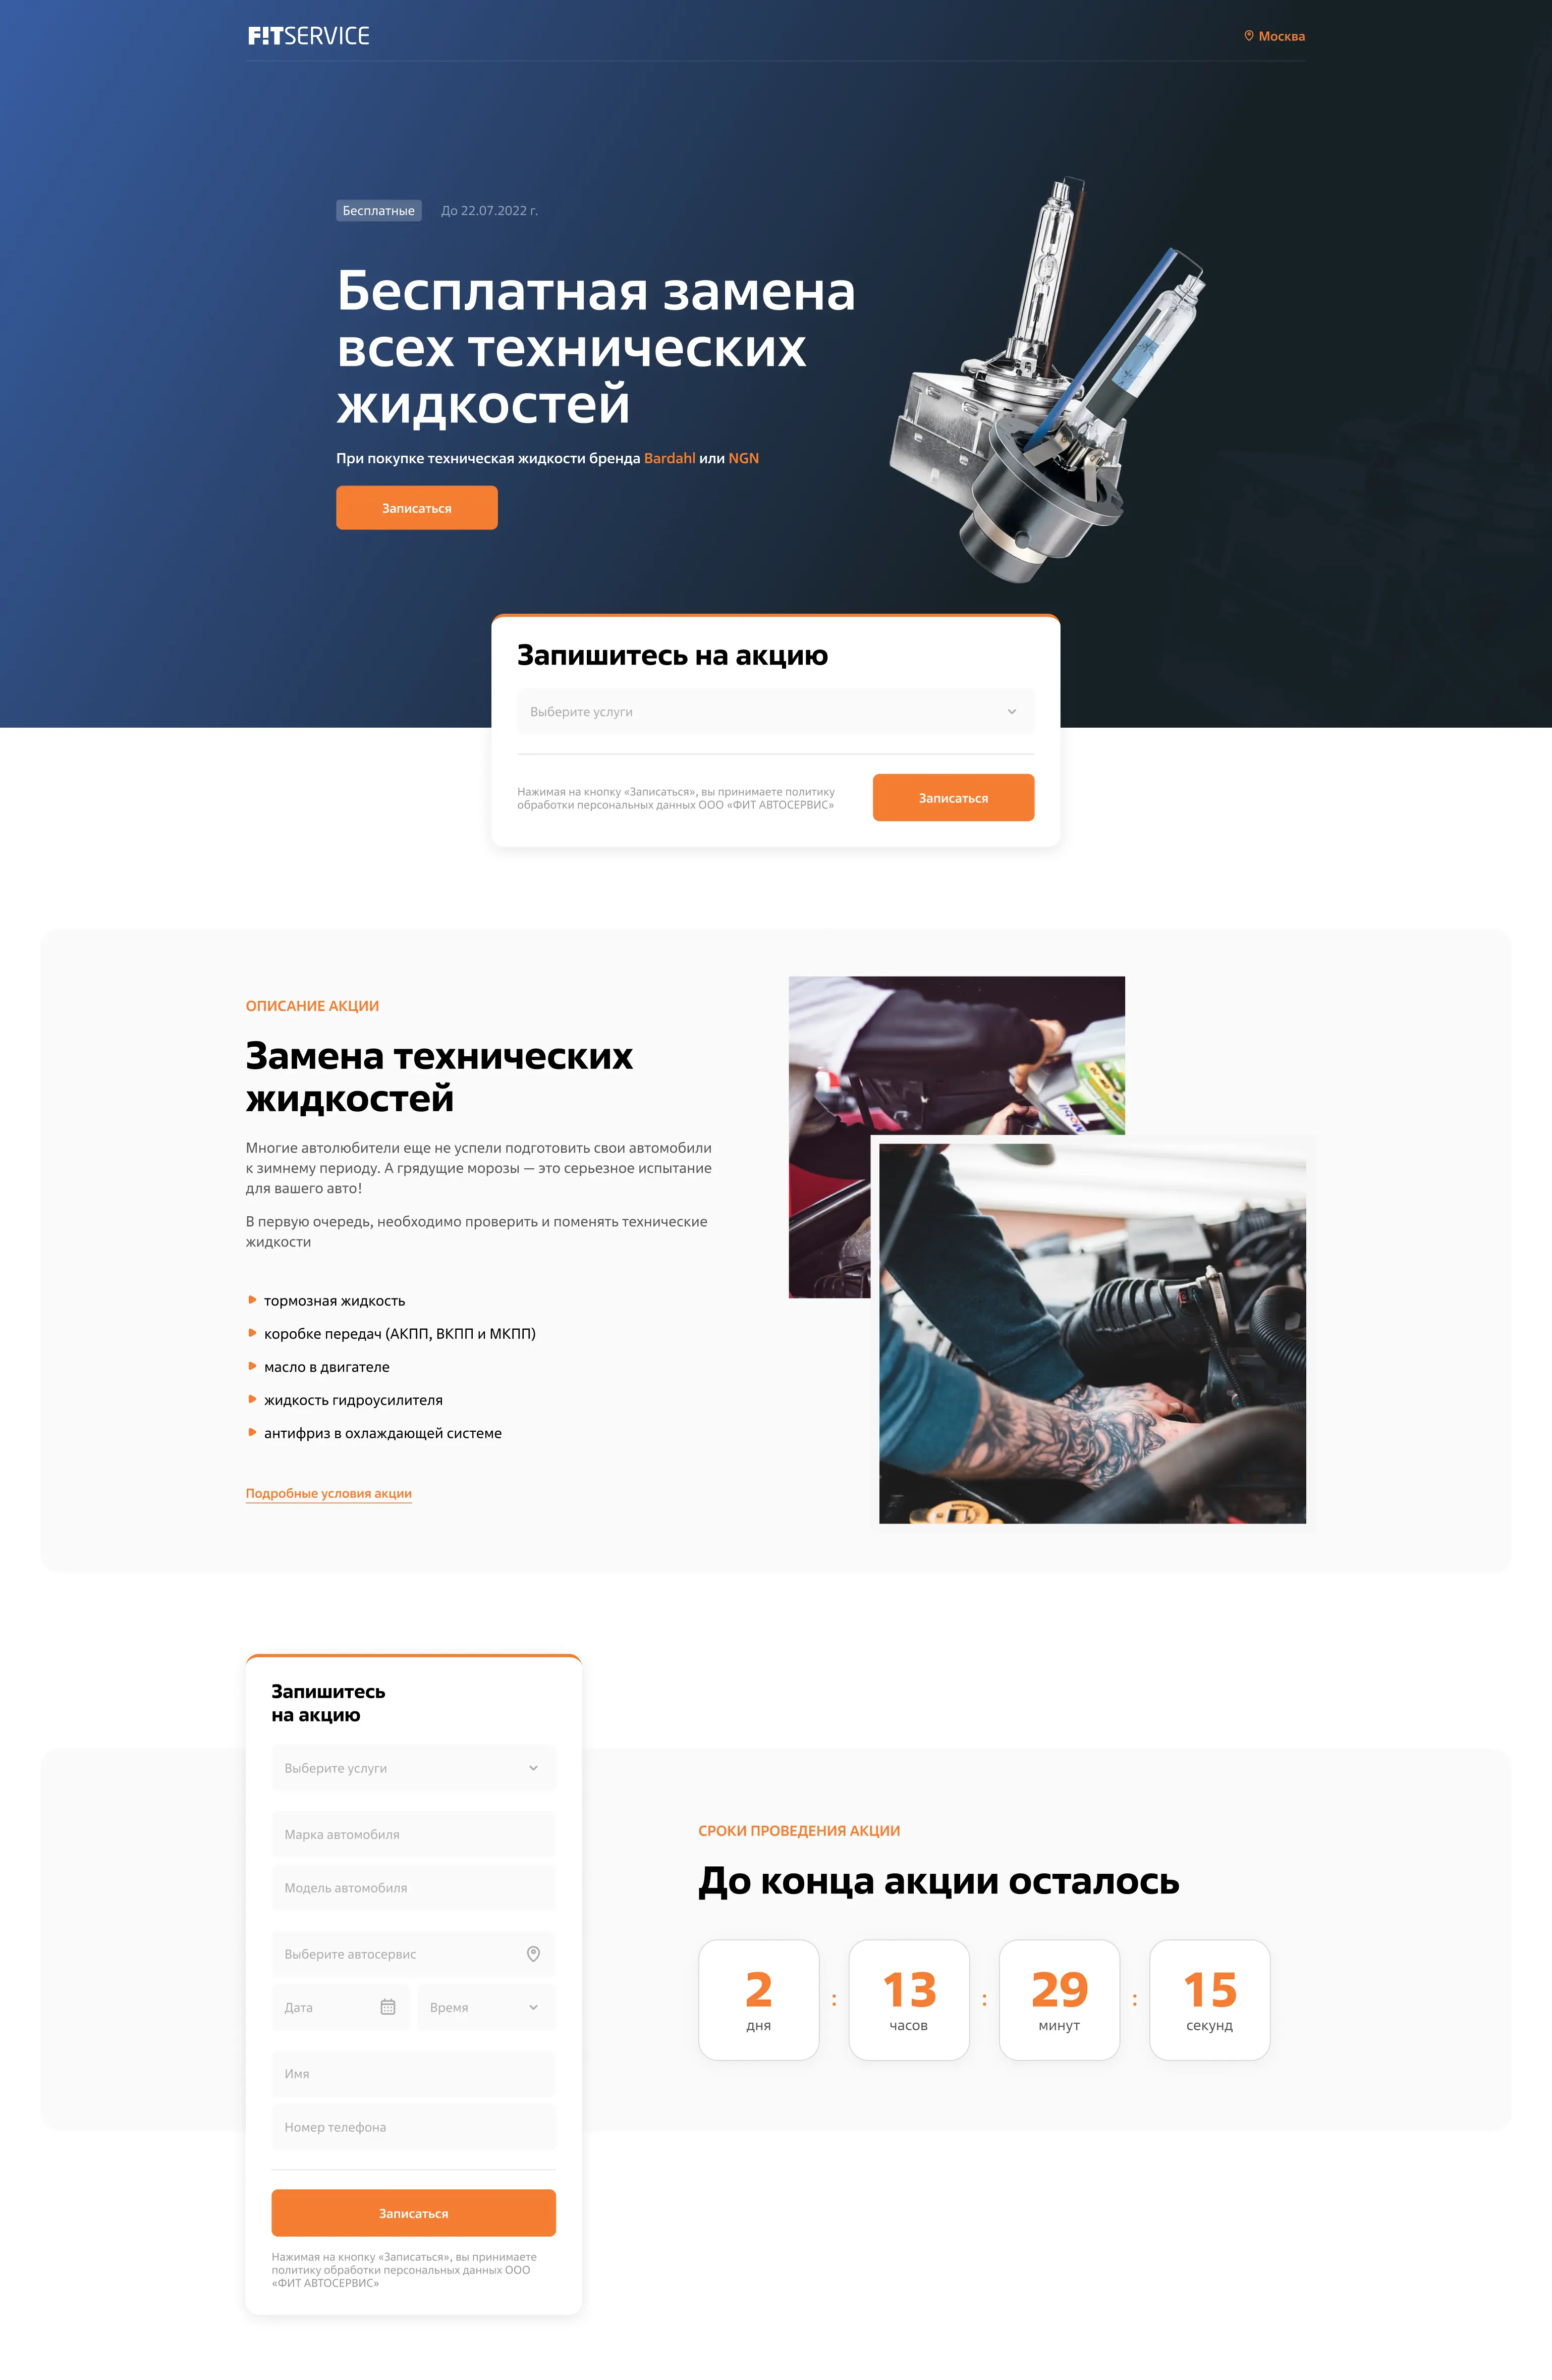 F!TSERVICE
Москва
Бесплатные
До 22.07.2022 г.
Бесплатная замена
всех технических
жидкостей
При покупке техническая жидкости бренда Bardahl или NGN
Записаться
Запишитесь на акцию
Выберите услуги
Нажимая на кнопку «Записаться», вы принимаете политику
обработки персональных данных ООО «ФИТ АВТОСЕРВИС»
Записаться
ОПИСАНИЕ АКЦИИ
Замена технических
жидкостей
Многие автолюбители еще не успели подготовить свои автомобили
к зимнему периоду. А грядущие морозы — это серьезное испытание
для вашего авто!
В первую очередь, необходимо проверить и поменять технические
жидкости
тормозная жидкость
коробке передач (АКПП, ВКПП и МКПП)
масло в двигателе
жидкость гидроусилителя
антифриз в охлаждающей системе
Подробные условия акции
Mobil
Запишитесь
на акцию
Выберите услуги
Марка автомобиля
Модель автомобиля
Выберите автосервис
Дата
Время
Имя
Номер телефона
Записаться
Нажимая на кнопку «Записаться», вы принимаете
политику обработки персональных данных ООО
«ФИТ АВТОСЕРВИС»
СРОКИ ПРОВЕДЕНИЯ АКЦИИ
До конца акции осталось
2 : 13 : 29 : 15
дня часов минут секунд